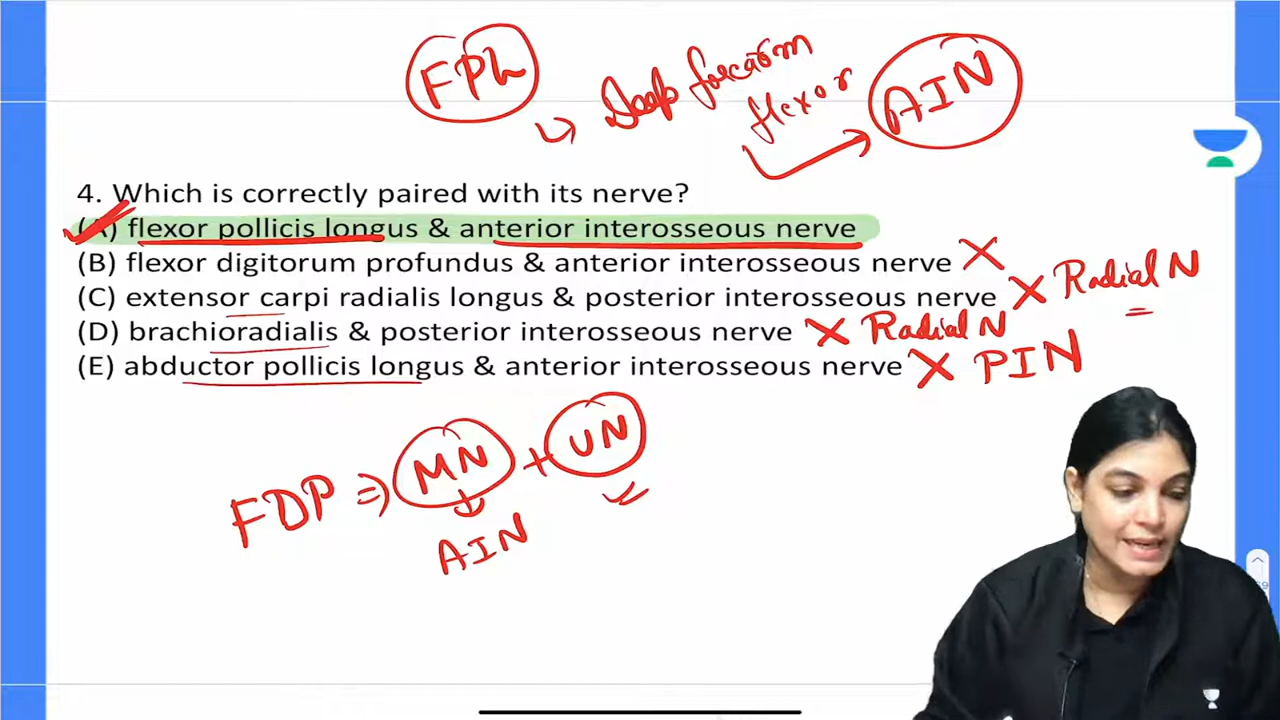 FPL
Deep forearm
flexor
AIN
4. Which is correctly paired with its nerve?
(A) flexor pollicis longus & anterior interosseous nerve
(B) flexor digitorum profundus & anterior interosseous nerve X
(C) extensor carpi radialis longus & posterior interosseous nerve X Radial N
(D) brachioradialis & posterior interosseous nerve X Radial N
(E) abductor pollicis longus & anterior interosseous nerve X PIN
FDP ⇒ MN + UN
AIN